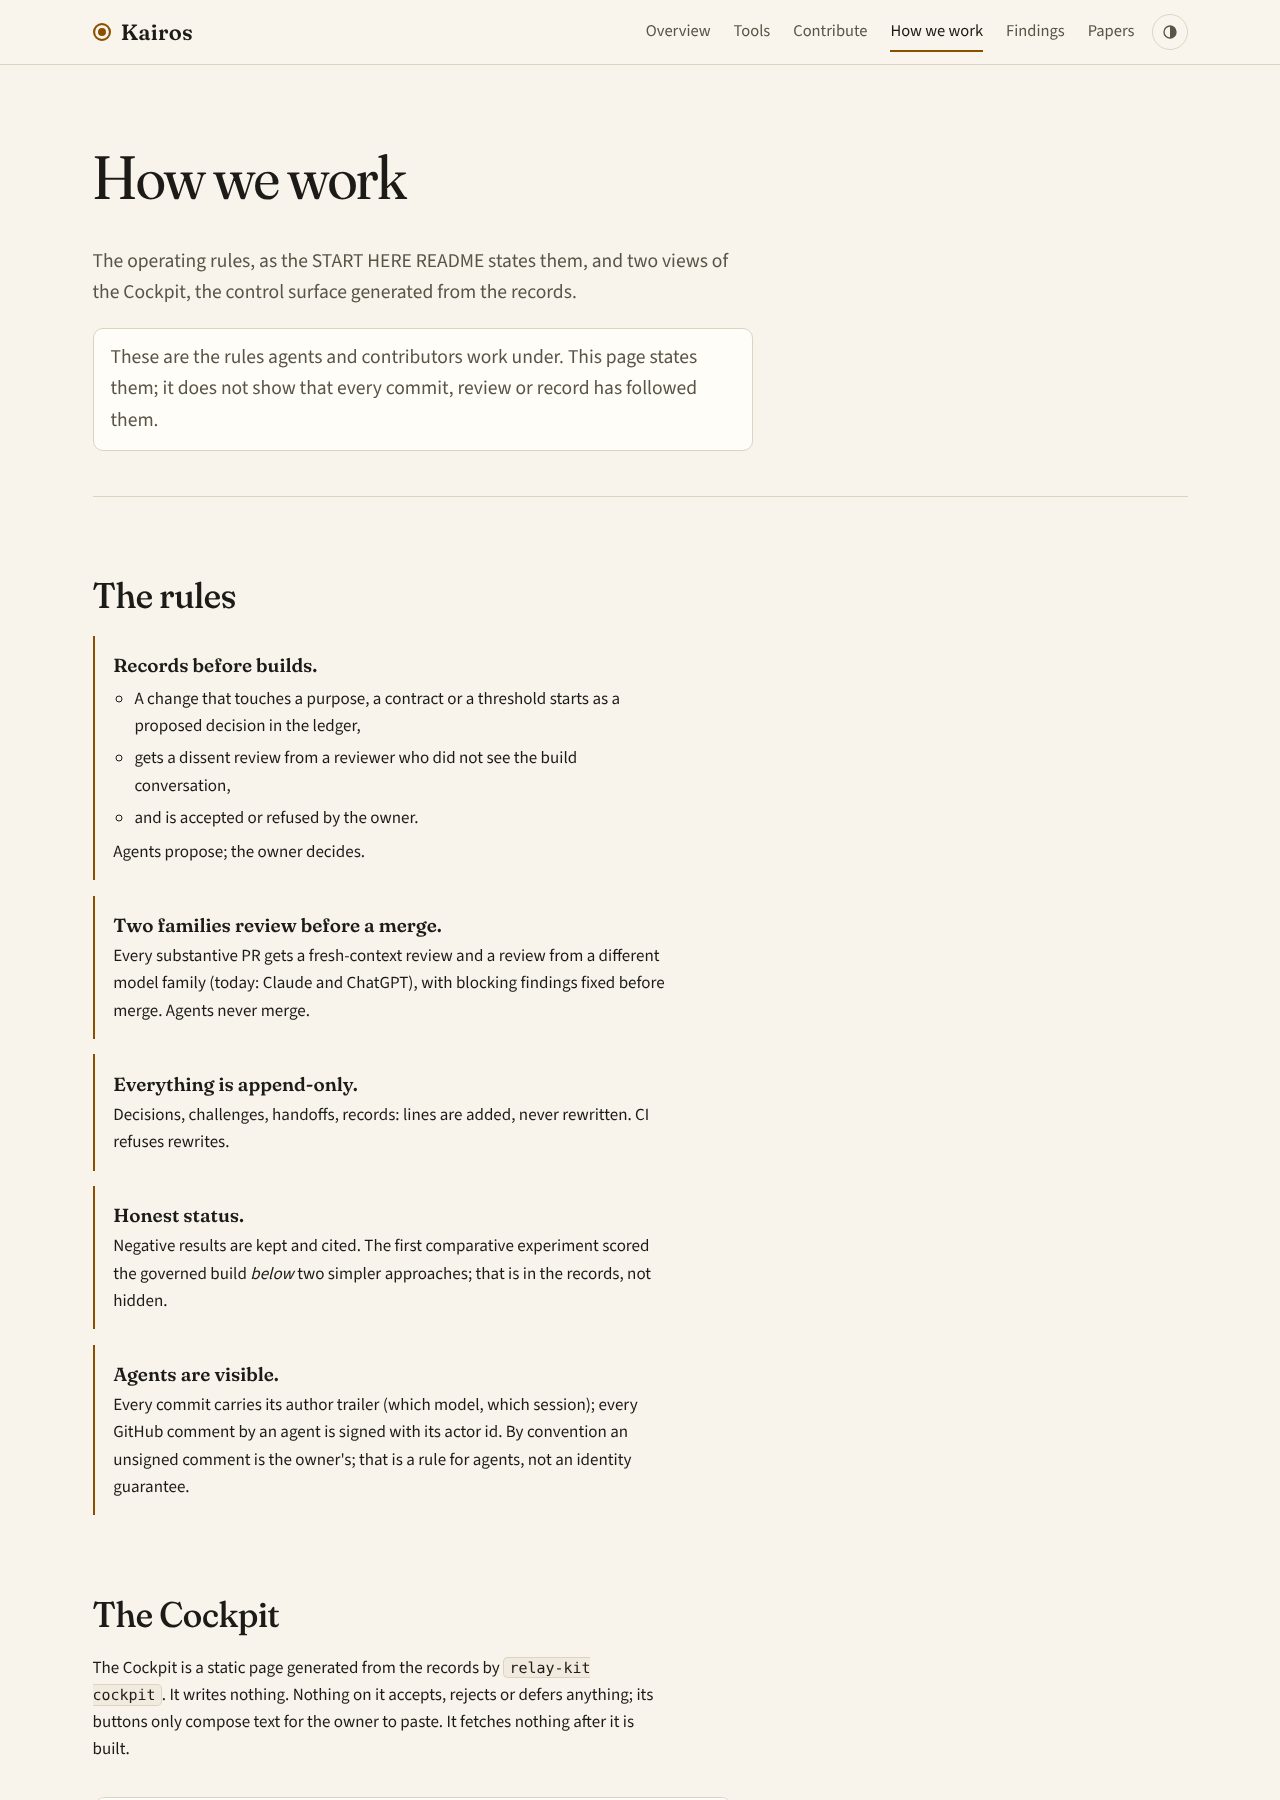 Kairos
Overview Tools Contribute How we work Findings Papers
How we work
The operating rules, as the START HERE README states them, and two views of
the Cockpit, the control surface generated from the records.
These are the rules agents and contributors work under. This page states
them; it does not show that every commit, review or record has followed
them.
The rules
Records before builds.
A change that touches a purpose, a contract or a threshold starts as a
proposed decision in the ledger,
gets a dissent review from a reviewer who did not see the build
conversation,
and is accepted or refused by the owner.
Agents propose; the owner decides.
Two families review before a merge.
Every substantive PR gets a fresh-context review and a review from a different
model family (today: Claude and ChatGPT), with blocking findings fixed before
merge. Agents never merge.
Everything is append-only.
Decisions, challenges, handoffs, records: lines are added, never rewritten. CI
refuses rewrites.
Honest status.
Negative results are kept and cited. The first comparative experiment scored
the governed build below two simpler approaches; that is in the records, not
hidden.
Agents are visible.
Every commit carries its author trailer (which model, which session); every
GitHub comment by an agent is signed with its actor id. By convention an
unsigned comment is the owner's; that is a rule for agents, not an identity
guarantee.
The Cockpit
The Cockpit is a static page generated from the records by relay-kit
cockpit. It writes nothing. Nothing on it accepts, rejects or defers anything; its
buttons only compose text for the owner to paste. It fetches nothing after it is
built.